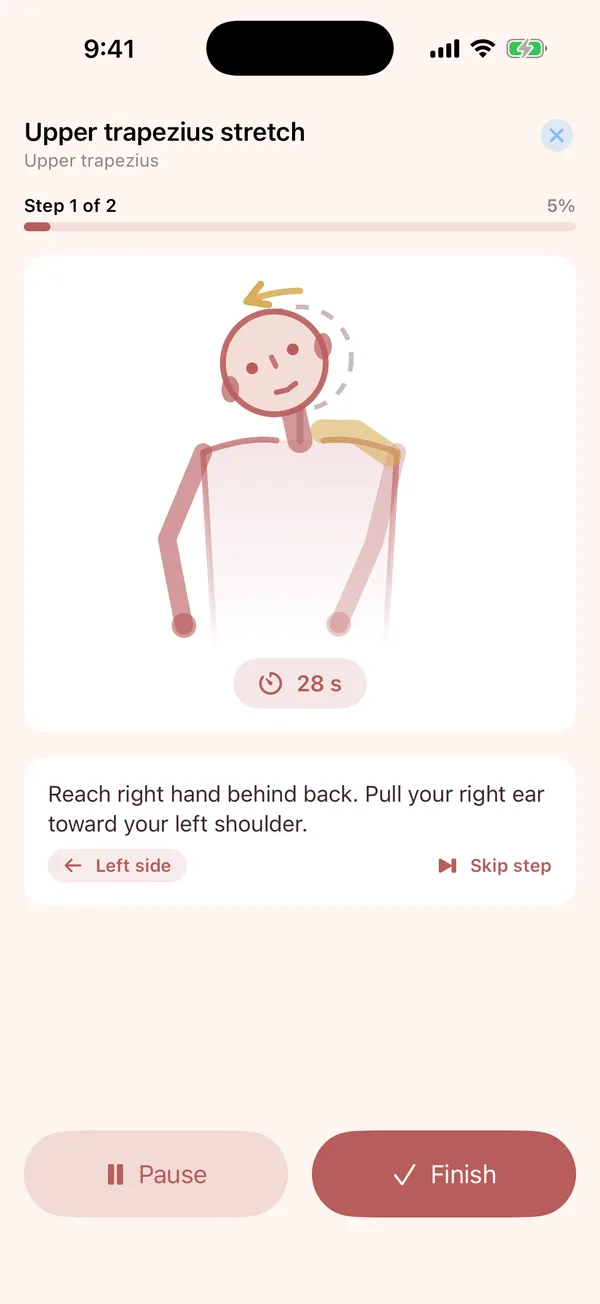 9:41
Upper trapezius stretch
Upper trapezius
Step 1 of 2
5%
28 s
Reach right hand behind back. Pull your right ear
toward your left shoulder.
Left side
Skip step
Pause
Finish